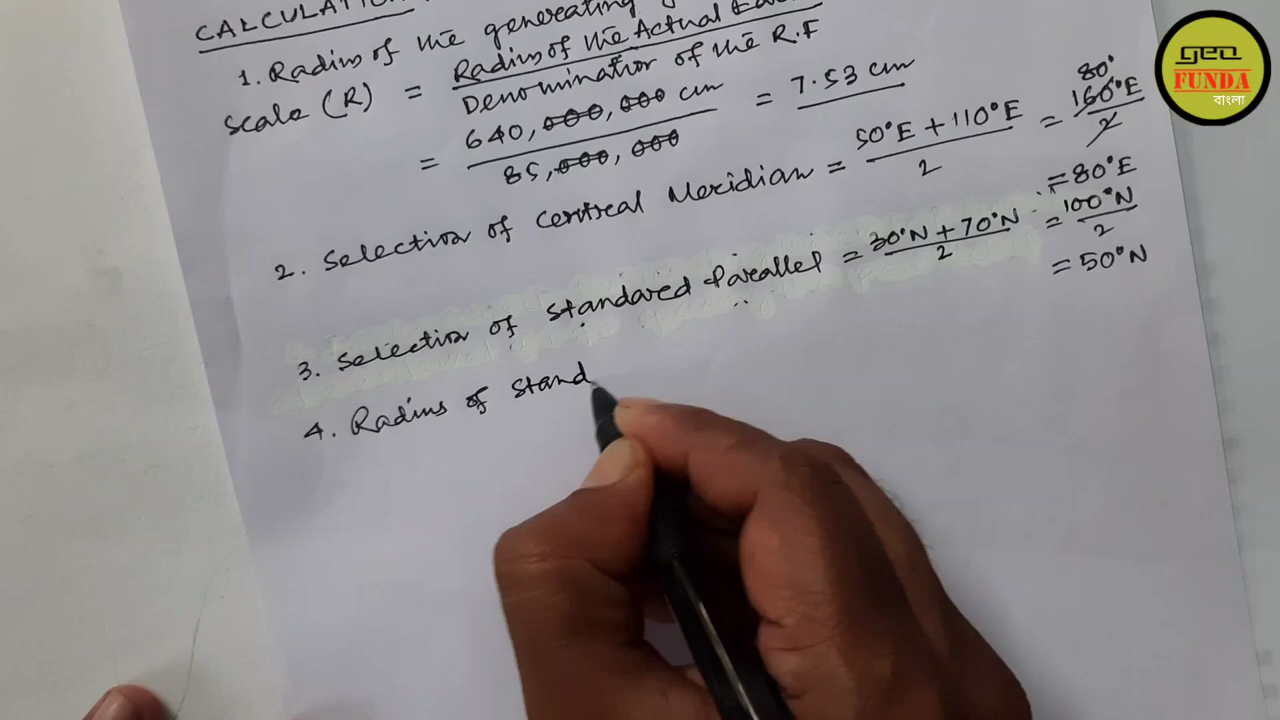 CALCULATION
1. Radius of the generating
Scale (R) = Radius of the Actual
Denominator of the R.F
= 640,000,000 cm
85,000,000
= 7.53 cm
2. Selection of Central Meridian = 50°E + 110°E
2
= 160°E
2
80°
= 80°E
3. Selection of Standared Parallel = 30°N + 70°N
2
= 100°N
2
= 50°N
4. Radius of Stand
geo
FUNDA
বাংলা